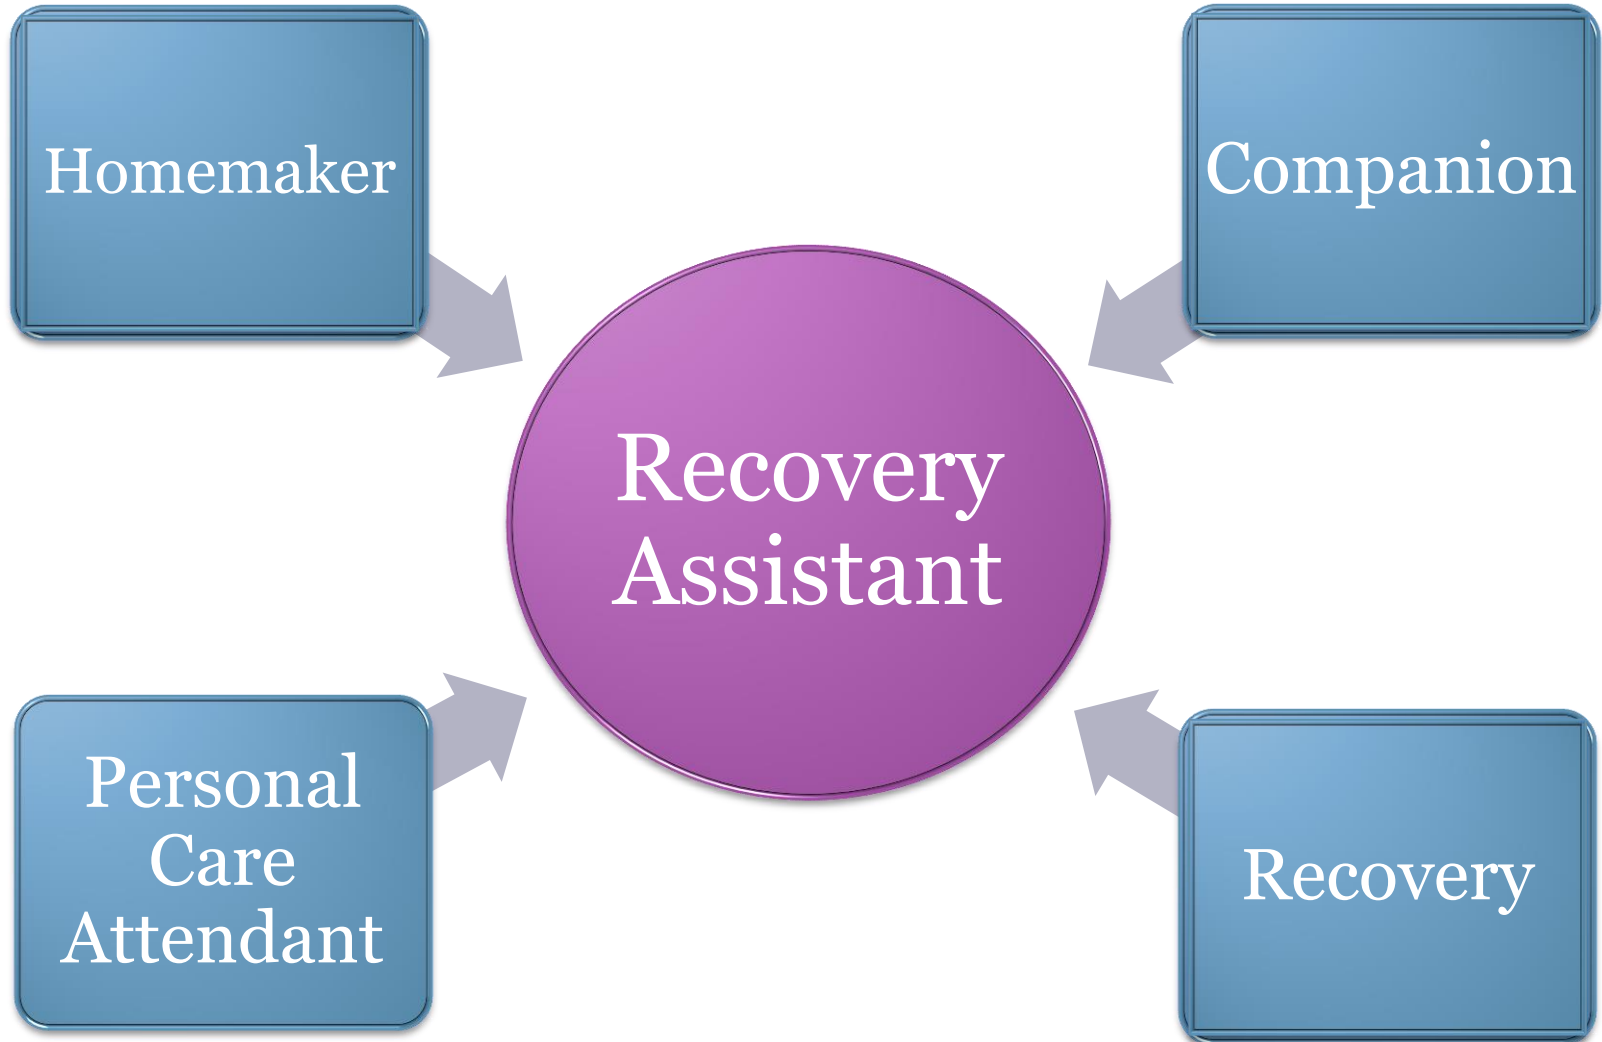 Homemaker
Companion
Recovery
Assistant
Personal
Care
Attendant
Recovery